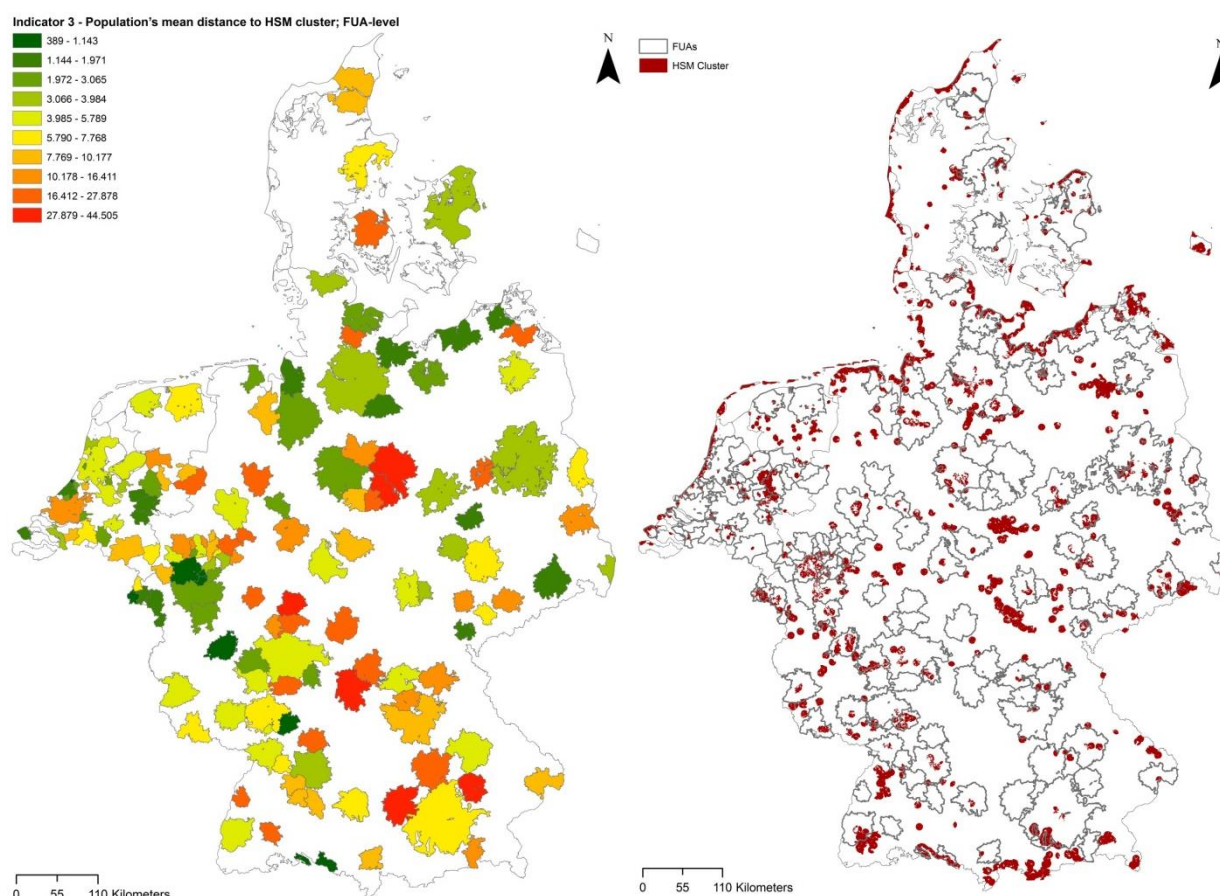 Indicator 3 - Population's mean distance to HSM cluster; FUA-level
389 - 1.143
1.144 - 1.971
1.972 - 3.065
3.066 - 3.984
3.985 - 5.789
5.790 - 7.768
7.769 - 10.177
10.178 - 16.411
16.412 - 27.878
27.879 - 44.505
N
0 55 110 Kilometers
FUAs
HSM Cluster
N
0 55 110 Kilometers